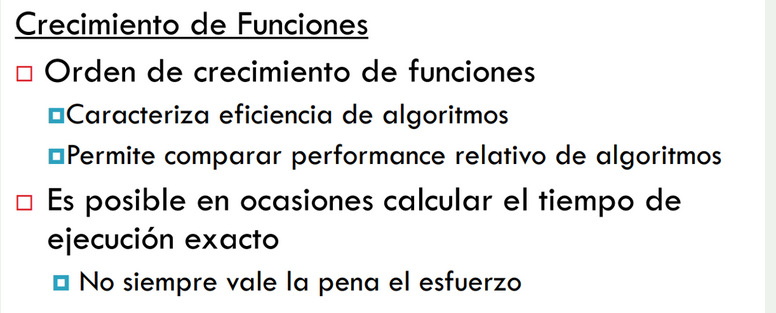 Crecimiento de Funciones
Orden de crecimiento de funciones
Caracteriza eficiencia de algoritmos
Permite comparar performance relativo de algoritmos
Es posible en ocasiones calcular el tiempo de
ejecución exacto
No siempre vale la pena el esfuerzo